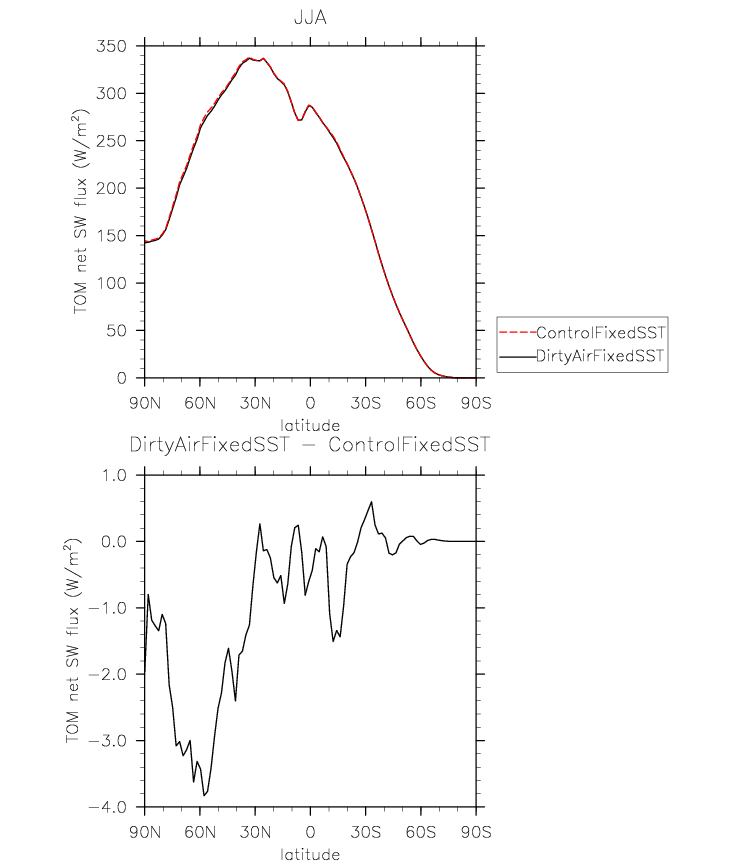 JJA
350
300
250
200
150
100
50
0
TOM net SW flux (W/m²)
90N 60N 30N 0 30S 60S 90S
latitude
ControlFixedSST
DirtyAirFixedSST
DirtyAirFixedSST − ControlFixedSST
1.0
0.0
−1.0
−2.0
−3.0
−4.0
TOM net SW flux (W/m²)
90N 60N 30N 0 30S 60S 90S
latitude